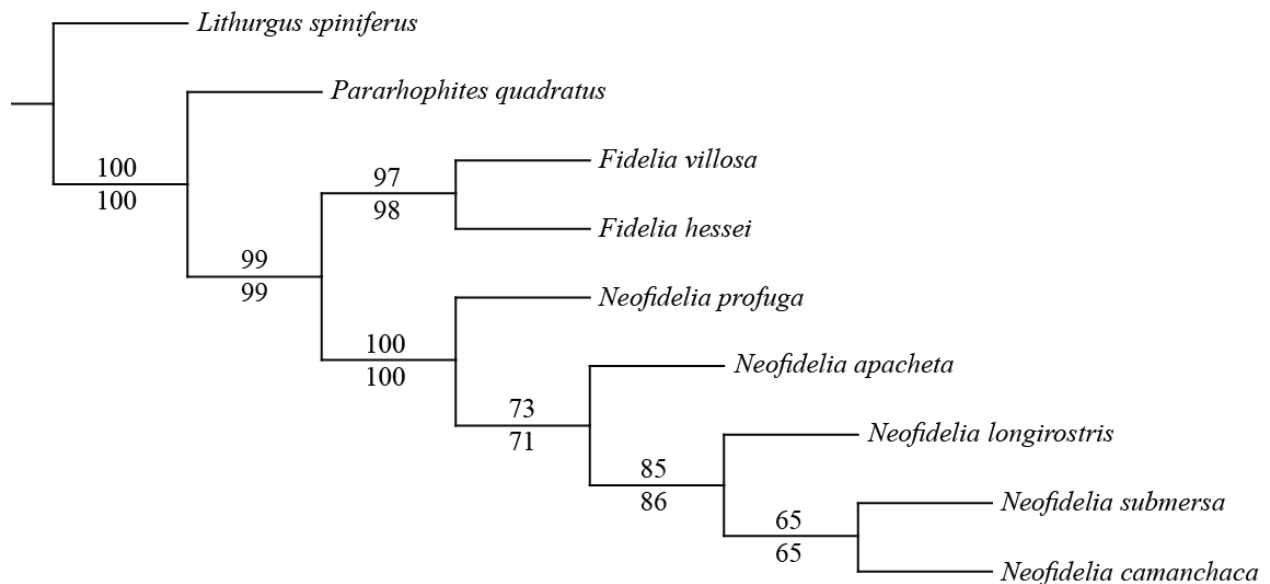 Lithurgus spiniferus
Pararhophites quadratus
100
100
Fidelia villosa
97
98
Fidelia hessei
99
99
Neofidelia profuga
100
100
Neofidelia apacheta
73
71
Neofidelia longirostris
85
86
Neofidelia submersa
65
65
Neofidelia camanchaca